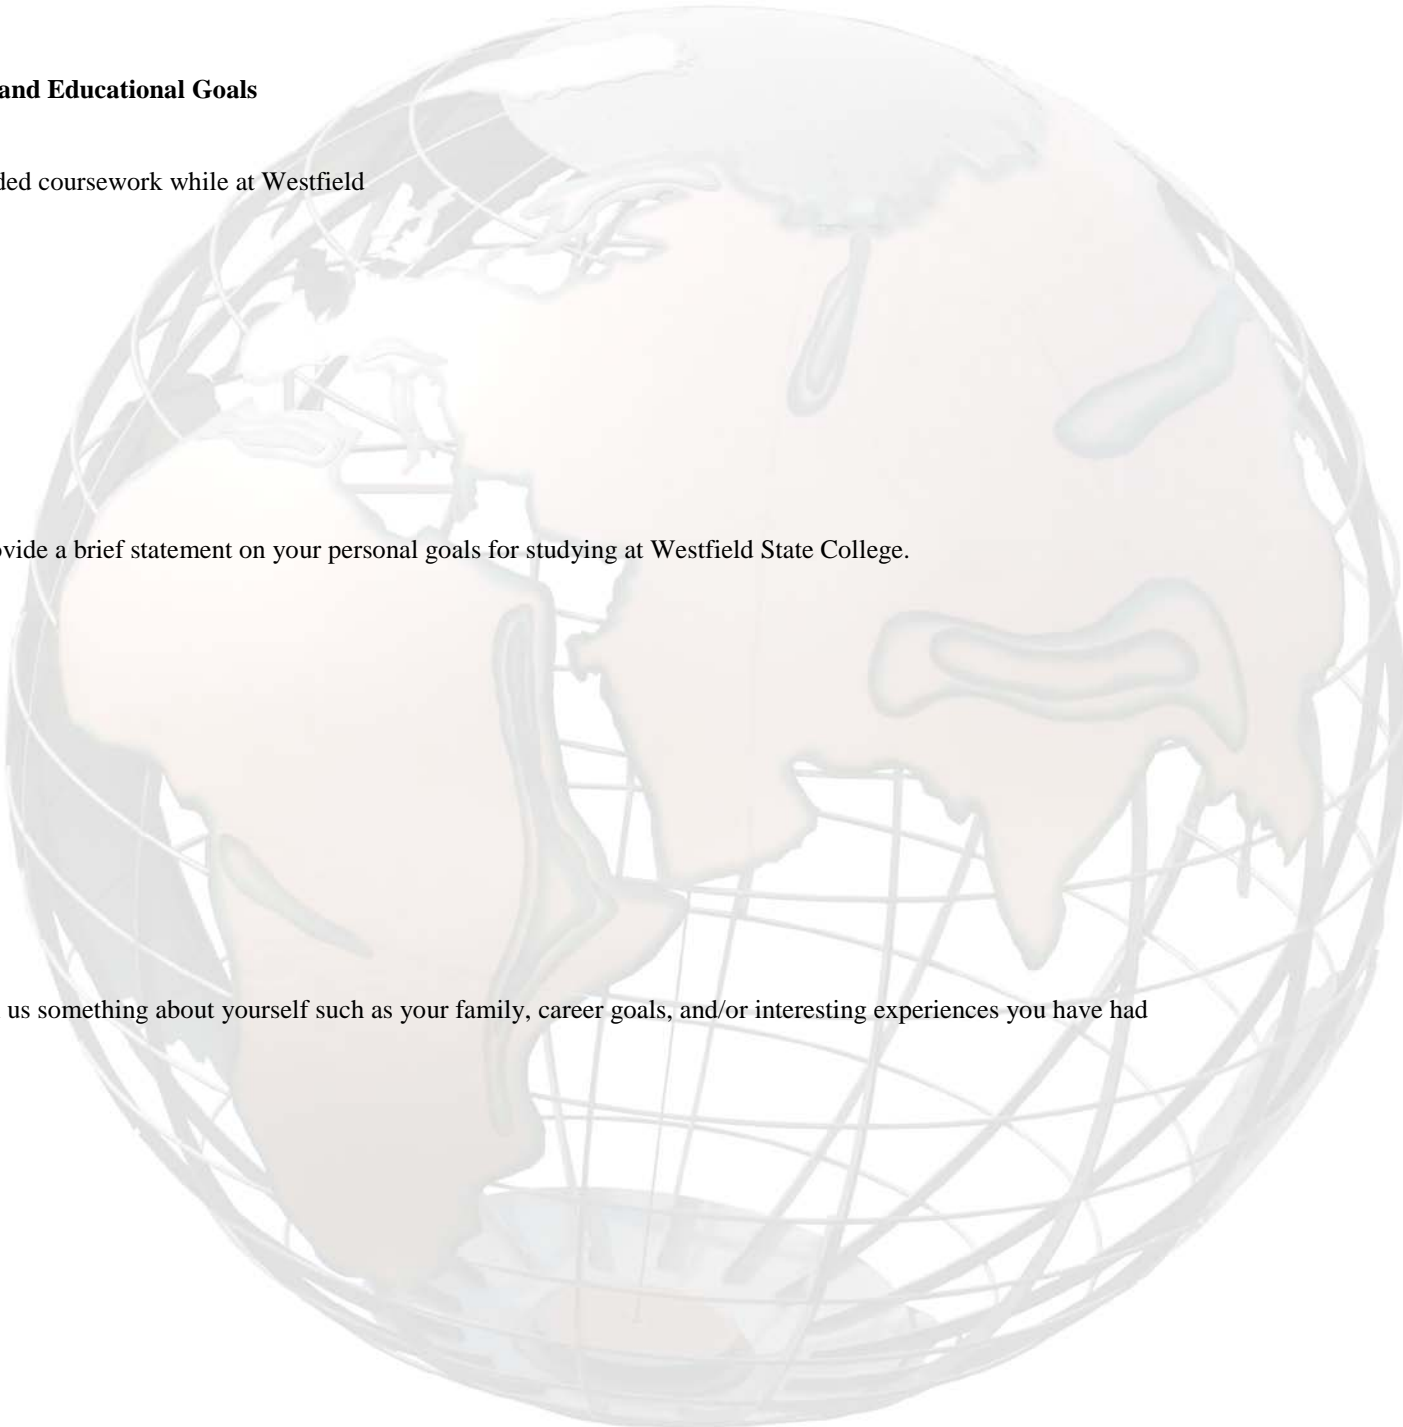 and Educational Goals
ded coursework while at Westfield
ovide a brief statement on your personal goals for studying at Westfield State College.
us something about yourself such as your family, career goals, and/or interesting experiences you have had